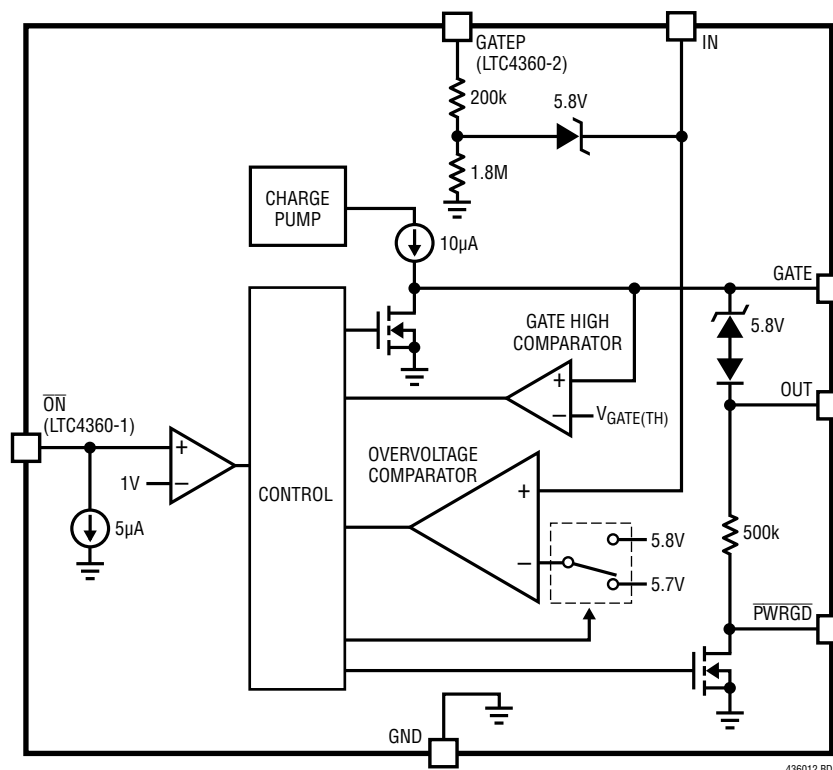 GATEP
(LTC4360-2)
IN
200k
5.8V
1.8M
CHARGE
PUMP
10µA
GATE
5.8V
GATE HIGH
COMPARATOR
+
–
VGATE(TH)
OUT
ON
(LTC4360-1)
+
1V
–
OVERVOLTAGE
COMPARATOR
CONTROL
+
–
5.8V
5.7V
500k
5µA
PWRGD
GND
436012 BD